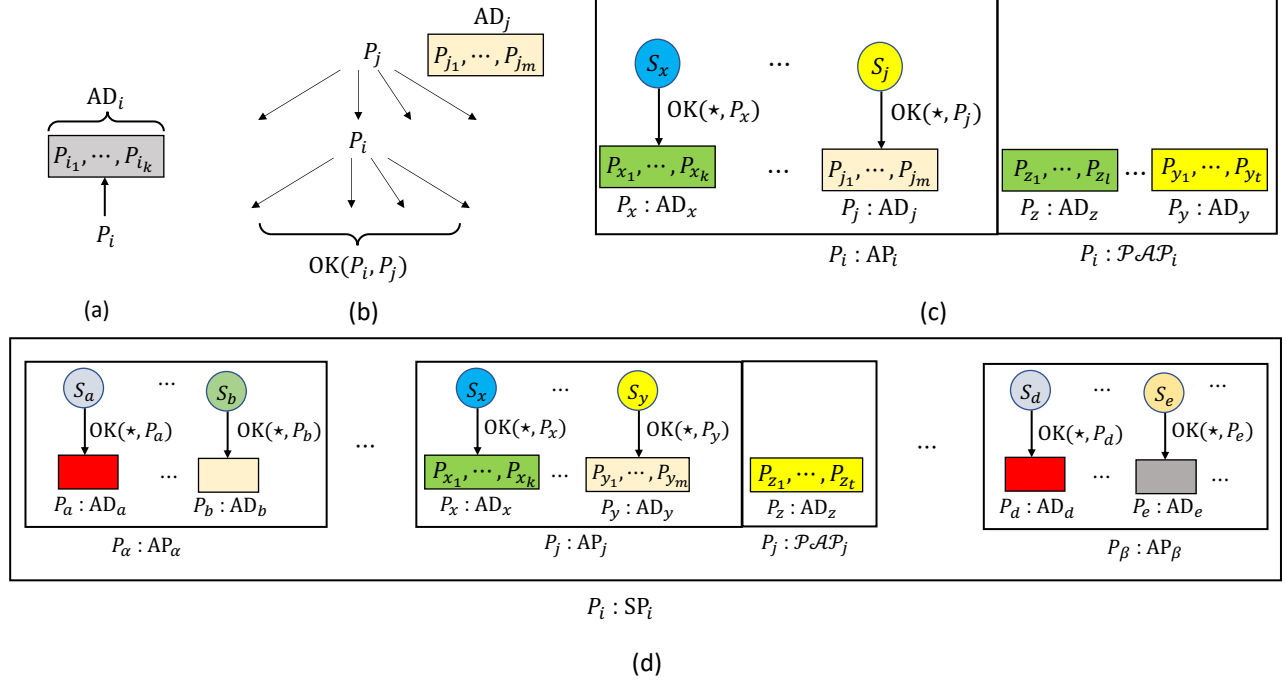 AD_i
P_{i_1}, ⋯, P_{i_k}
P_i
(a)
AD_j
P_j
P_{j_1}, ⋯, P_{j_m}
P_i
OK(P_i, P_j)
(b)
S_x ⋯ S_j
OK(⋆, P_x) OK(⋆, P_j)
P_{x_1}, ⋯, P_{x_k} ⋯ P_{j_1}, ⋯, P_{j_m} P_{z_1}, ⋯, P_{z_l} ⋯ P_{y_1}, ⋯, P_{y_t}
P_x : AD_x P_j : AD_j P_z : AD_z P_y : AD_y
P_i : AP_i P_i : 𝒫𝒜𝒫_i
(c)
S_a ⋯ S_b
OK(⋆, P_a) OK(⋆, P_b)
⋯
P_a : AD_a P_b : AD_b
P_α : AP_α
⋯
S_x ⋯ S_y
OK(⋆, P_x) OK(⋆, P_y)
P_{x_1}, ⋯, P_{x_k} ⋯ P_{y_1}, ⋯, P_{y_m} P_{z_1}, ⋯, P_{z_t}
P_x : AD_x P_y : AD_y P_z : AD_z
P_j : AP_j P_j : 𝒫𝒜𝒫_j
⋯
S_d ⋯ S_e ⋯
OK(⋆, P_d) OK(⋆, P_e)
⋯ ⋯
P_d : AD_d P_e : AD_e
P_β : AP_β
P_i : SP_i
(d)